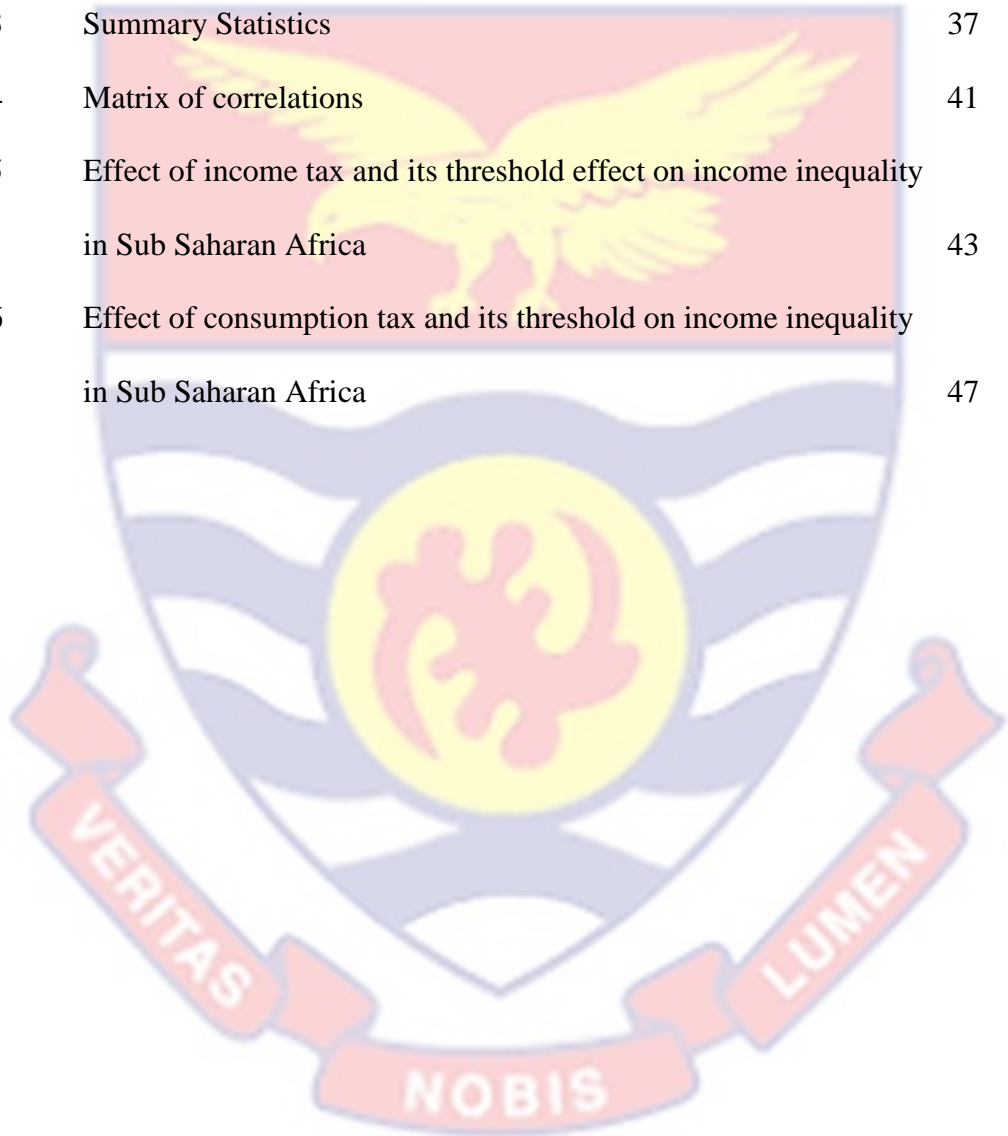 Summary Statistics 37
Matrix of correlations 41
Effect of income tax and its threshold effect on income inequality
in Sub Saharan Africa 43
Effect of consumption tax and its threshold on income inequality
in Sub Saharan Africa 47
VERITAS
NOBIS
LUMEN